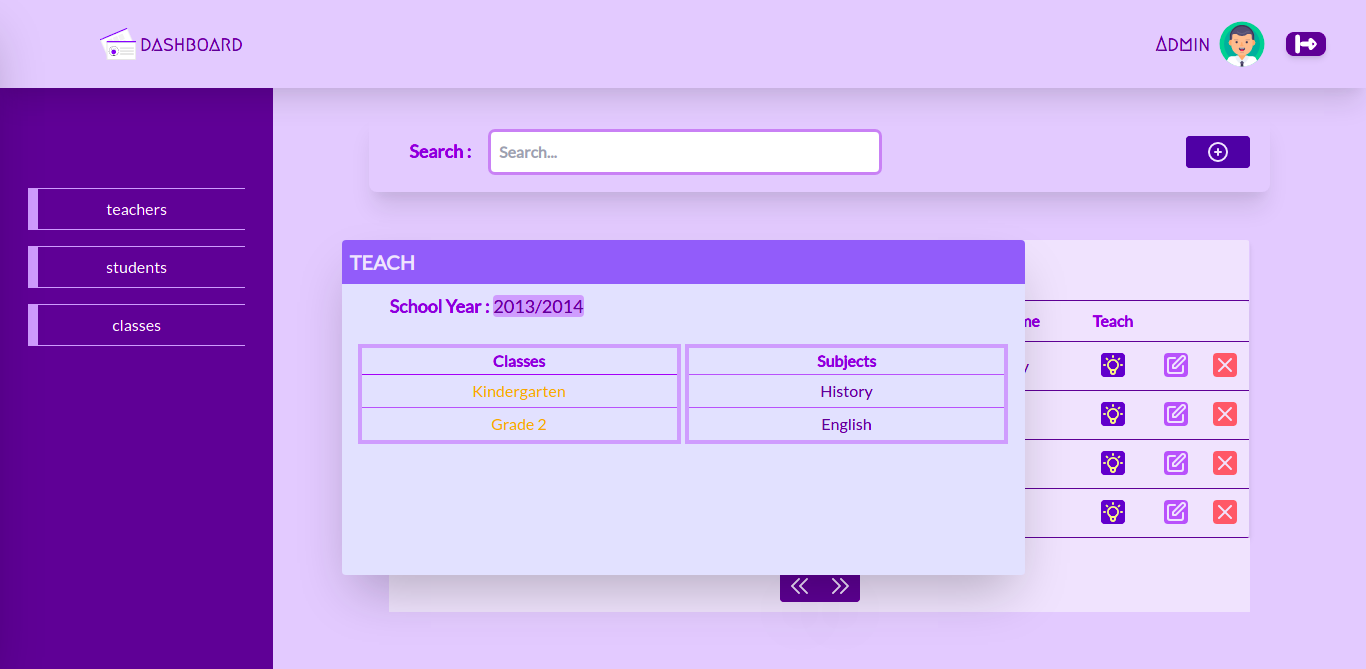 DASHBOARD
ADMIN
Search :
Search...
teachers
students
classes
TEACH
School Year : 2013/2014
Classes
Subjects
Kindergarten
History
Grade 2
English
Teach